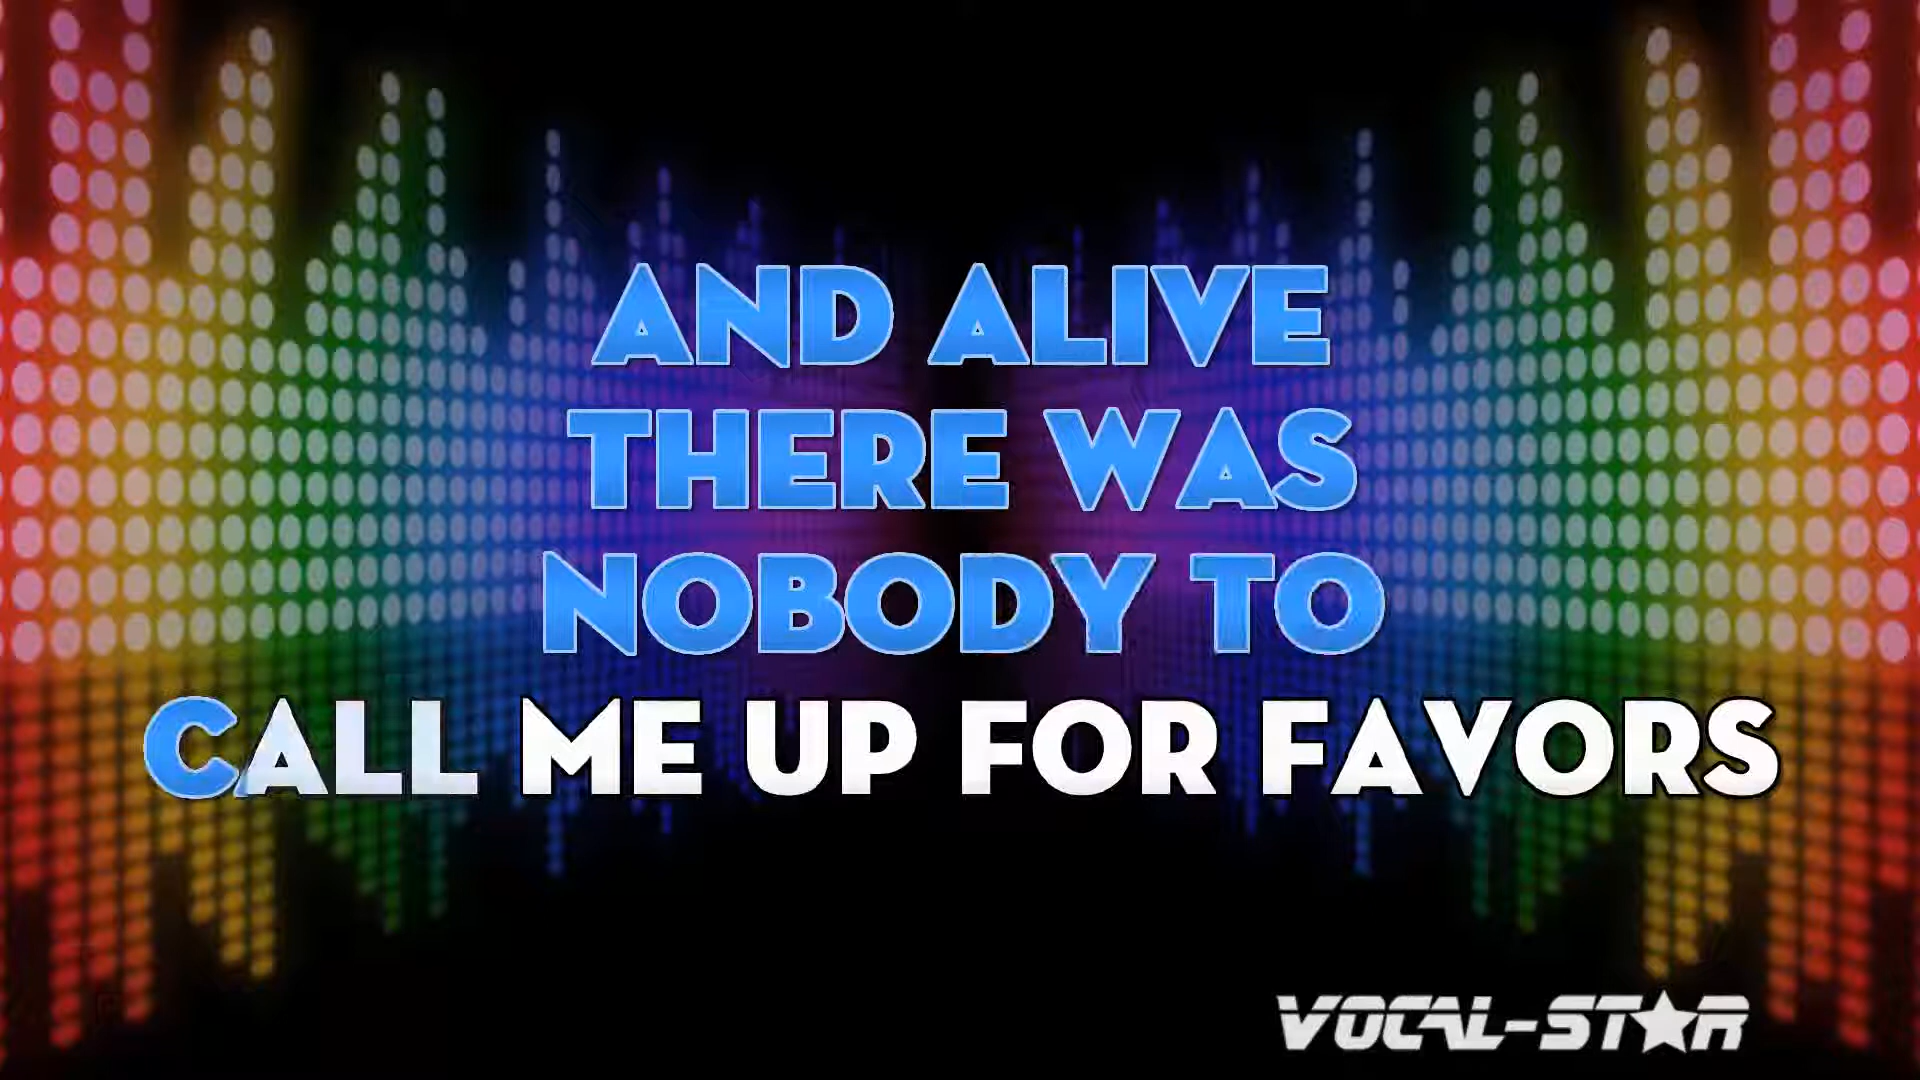 AND ALIVE
THERE WAS
NOBODY TO
CALL ME UP FOR FAVORS
VOCAL-STAR